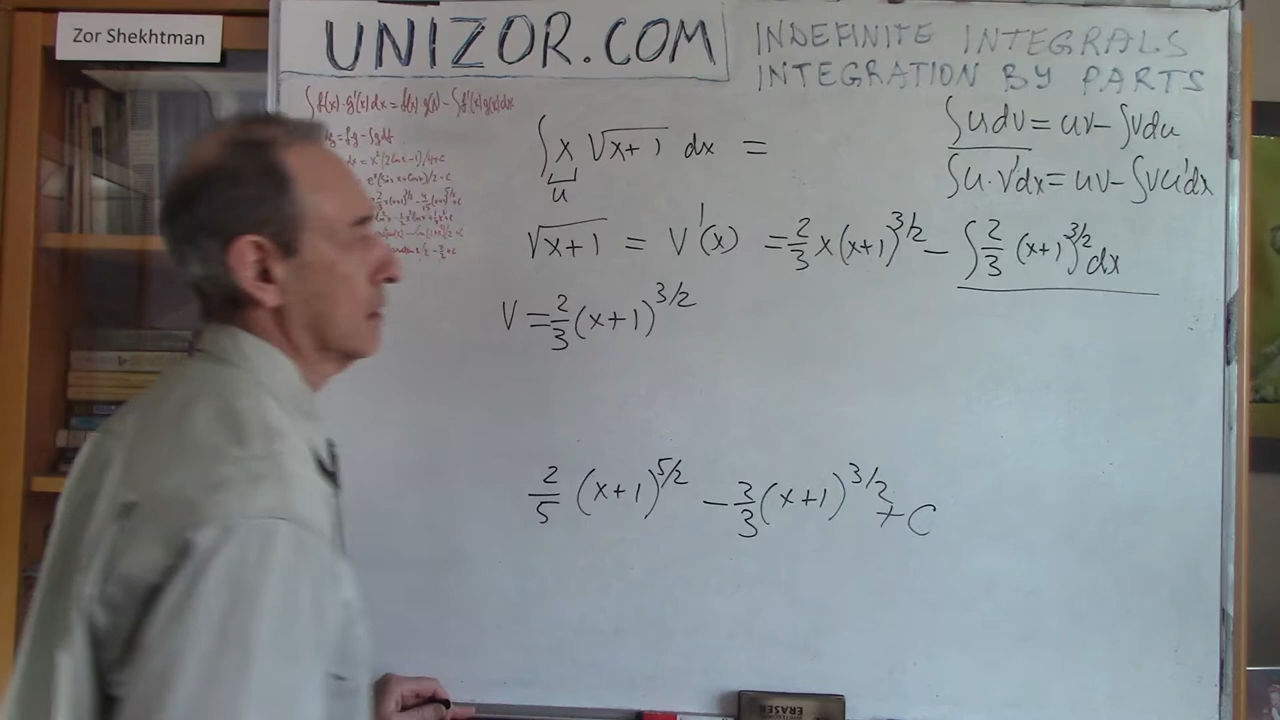 Zor Shekhtman
UNIZOR.COM
INDEFINITE INTEGRALS
INTEGRATION BY PARTS
∫f(x)·g'(x)dx=f(x)·g(x)-∫f'(x)g(x)dx
∫udv=uv-∫vdu
∫u·v'dx=uv-∫vu'dx
∫x√(x+1) dx =
u
√(x+1) = V'(x) = 2/3 x(x+1)^3/2 - ∫2/3 (x+1)^3/2 dx
V=2/3(x+1)^3/2
2/5 (x+1)^5/2 - 2/3(x+1)^3/2 + C
ERASER